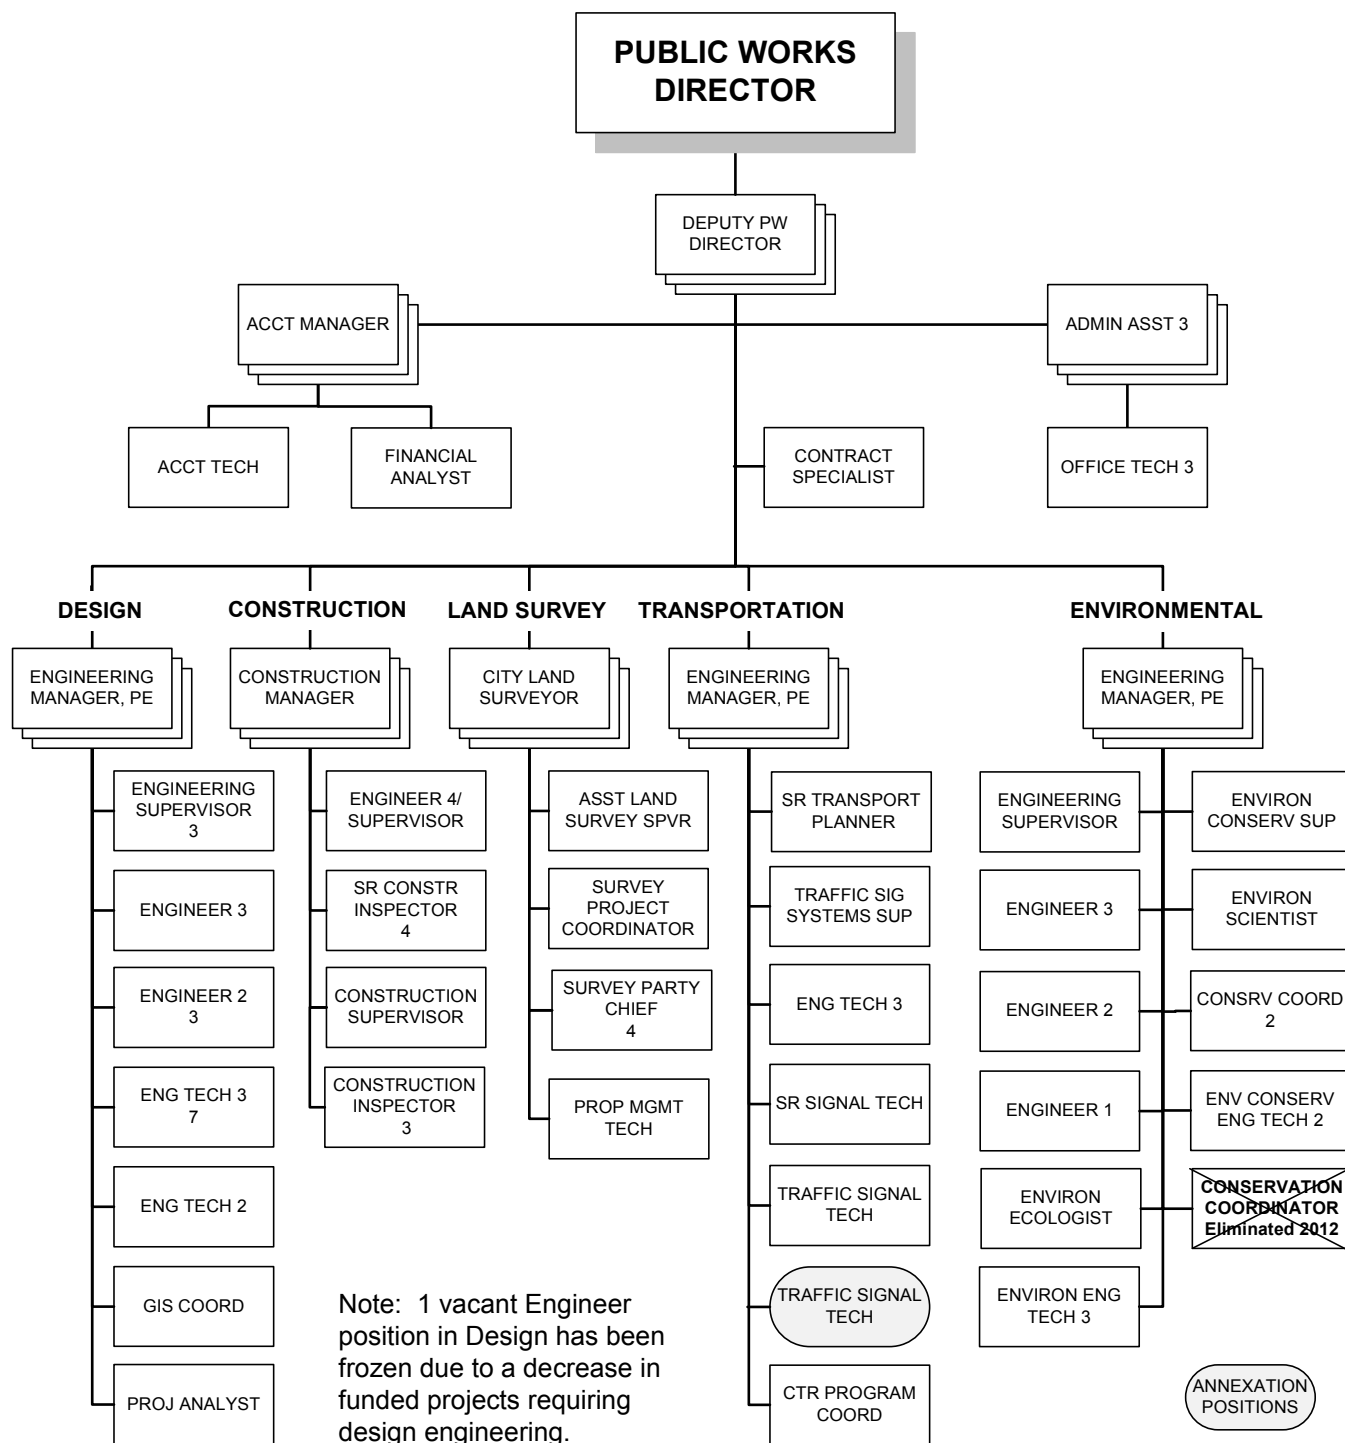 PUBLIC WORKS
DIRECTOR
DEPUTY PW
DIRECTOR
ACCT MANAGER
ADMIN ASST 3
ACCT TECH
FINANCIAL
ANALYST
CONTRACT
SPECIALIST
OFFICE TECH 3
DESIGN
CONSTRUCTION
LAND SURVEY
TRANSPORTATION
ENVIRONMENTAL
ENGINEERING
MANAGER, PE
CONSTRUCTION
MANAGER
CITY LAND
SURVEYOR
ENGINEERING
MANAGER, PE
ENGINEERING
MANAGER, PE
ENGINEERING
SUPERVISOR
3
ENGINEER 3
ENGINEER 2
3
ENG TECH 3
7
ENG TECH 2
GIS COORD
PROJ ANALYST
ENGINEER 4/
SUPERVISOR
SR CONSTR
INSPECTOR
4
CONSTRUCTION
SUPERVISOR
CONSTRUCTION
INSPECTOR
3
ASST LAND
SURVEY SPVR
SURVEY
PROJECT
COORDINATOR
SURVEY PARTY
CHIEF
4
PROP MGMT
TECH
SR TRANSPORT
PLANNER
TRAFFIC SIG
SYSTEMS SUP
ENG TECH 3
SR SIGNAL TECH
TRAFFIC SIGNAL
TECH
TRAFFIC SIGNAL
TECH
CTR PROGRAM
COORD
ENGINEERING
SUPERVISOR
ENGINEER 3
ENGINEER 2
ENGINEER 1
ENVIRON
ECOLOGIST
ENVIRON ENG
TECH 3
ENVIRON
CONSERV SUP
ENVIRON
SCIENTIST
CONSRV COORD
2
ENV CONSERV
ENG TECH 2
CONSERVATION
COORDINATOR
Eliminated 2012
Note: 1 vacant Engineer
position in Design has been
frozen due to a decrease in
funded projects requiring
design engineering.
ANNEXATION
POSITIONS